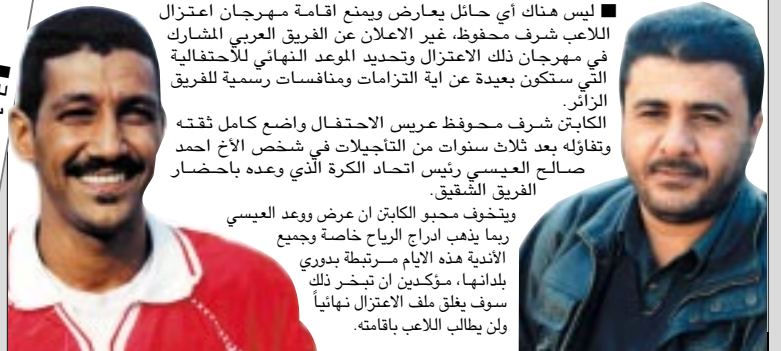 ■ ليس هناك أي حائل يعارض ويمنع اقامة مهرجان اعتزال
اللاعب شرف محفوظ، غير الاعلان عن الفريق العربي المشارك
في مهرجان ذلك الاعتزال وتحديد الموعد النهائي للأحتفالية
التي ستكون بعيدة عن اية التزامات ومنافسات رسمية للفريق
الزائر.
الكابتن شرف محوفظ عريس الاحتفال واضع كامل ثقته
وتفاؤله بعد ثلاث سنوات من التأجيلات في شخص الأخ احمد
صالح العيسي رئيس اتحاد الكرة الذي وعده باحضار
الفريق الشقيق.
ويتخوف محبو الكابتن ان عرض ووعد العيسي
ربما يذهب ادراج الرياح خاصة وجميع
الأندية هذه الايام مرتبطة بدوري
بلدانها، مؤكدين ان تبخر ذلك
سوف يغلق ملف الاعتزال نهائياً
ولن يطالب اللاعب باقامته.